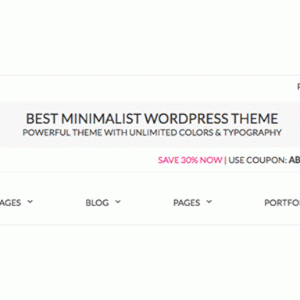 BEST MINIMALIST WORDPRESS THEME
POWERFUL THEME WITH UNLIMITED COLORS & TYPOGRAPHY
SAVE 30% NOW | USE COUPON: AB
AGES BLOG PAGES PORTFO